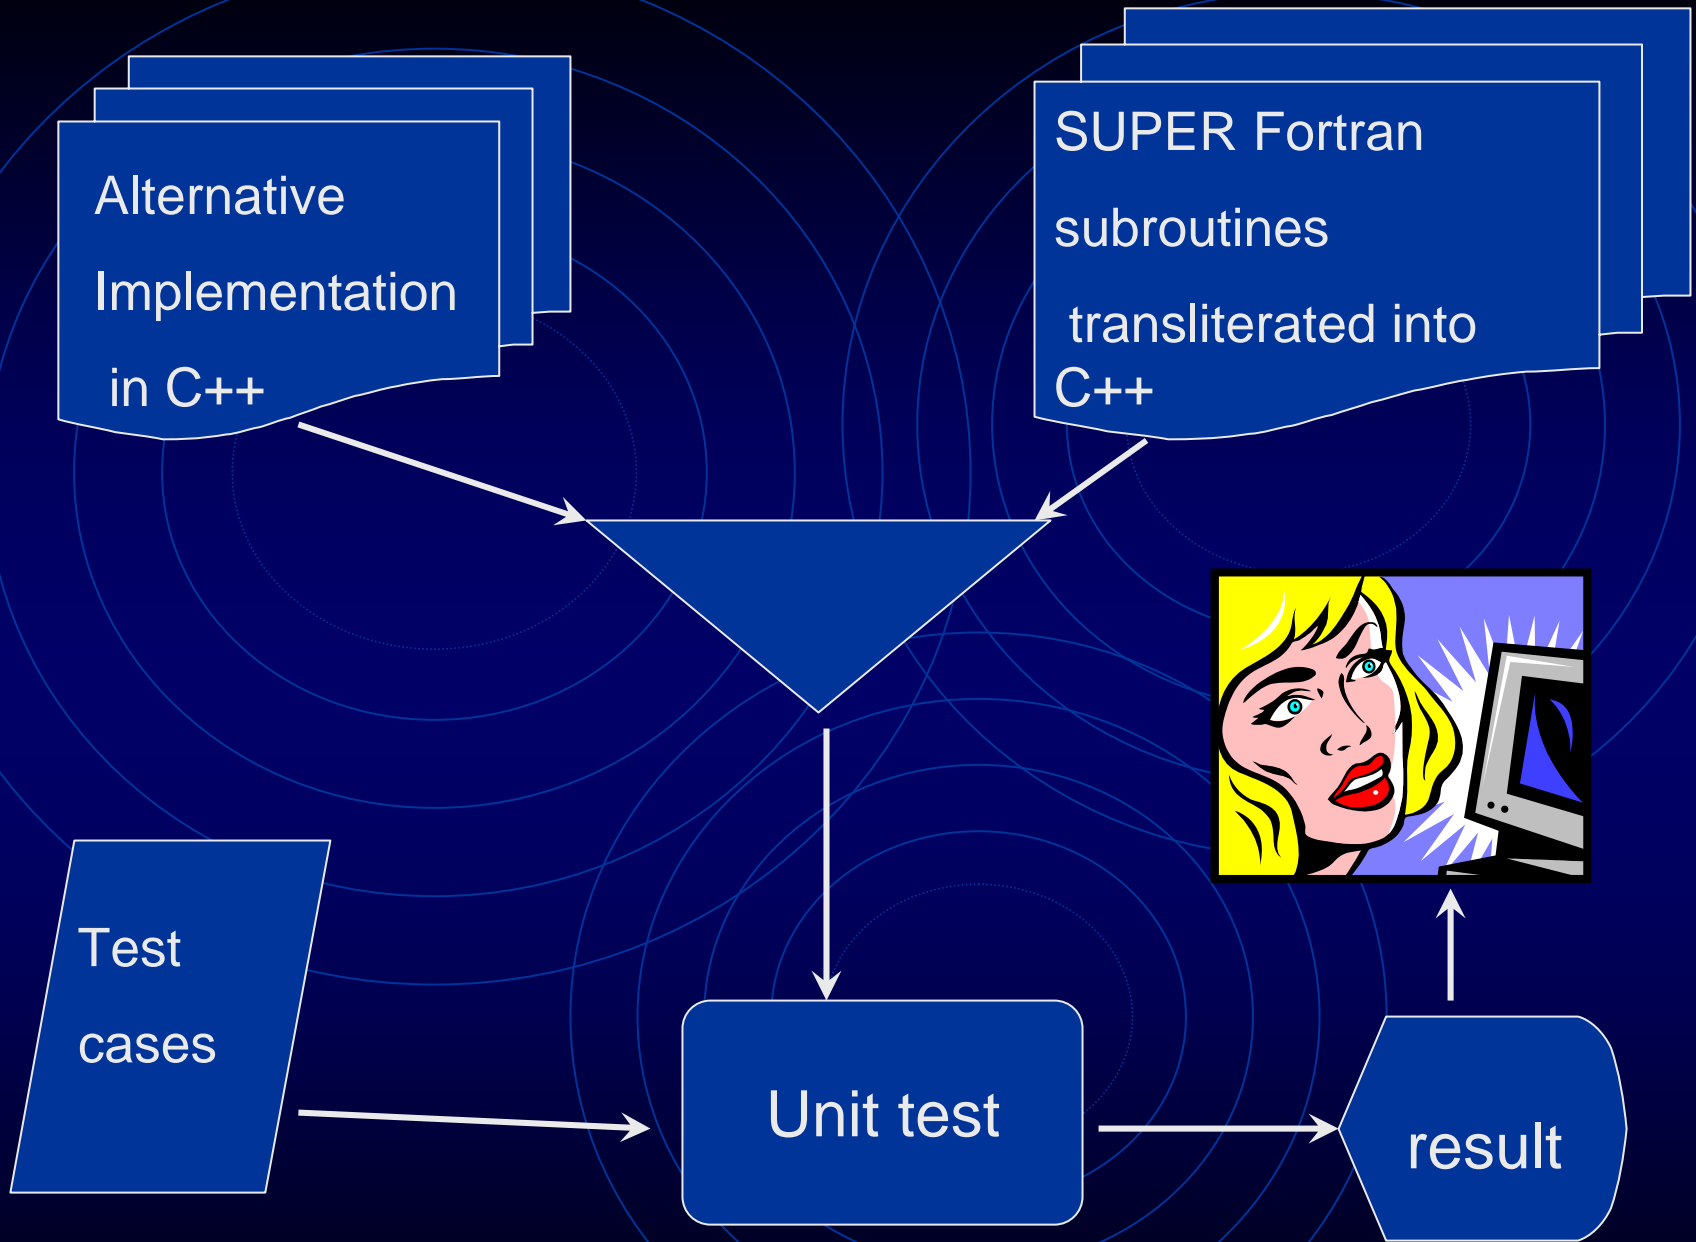 Alternative
Implementation
in C++
SUPER Fortran
subroutines
transliterated into
C++
Test
cases
Unit test
result